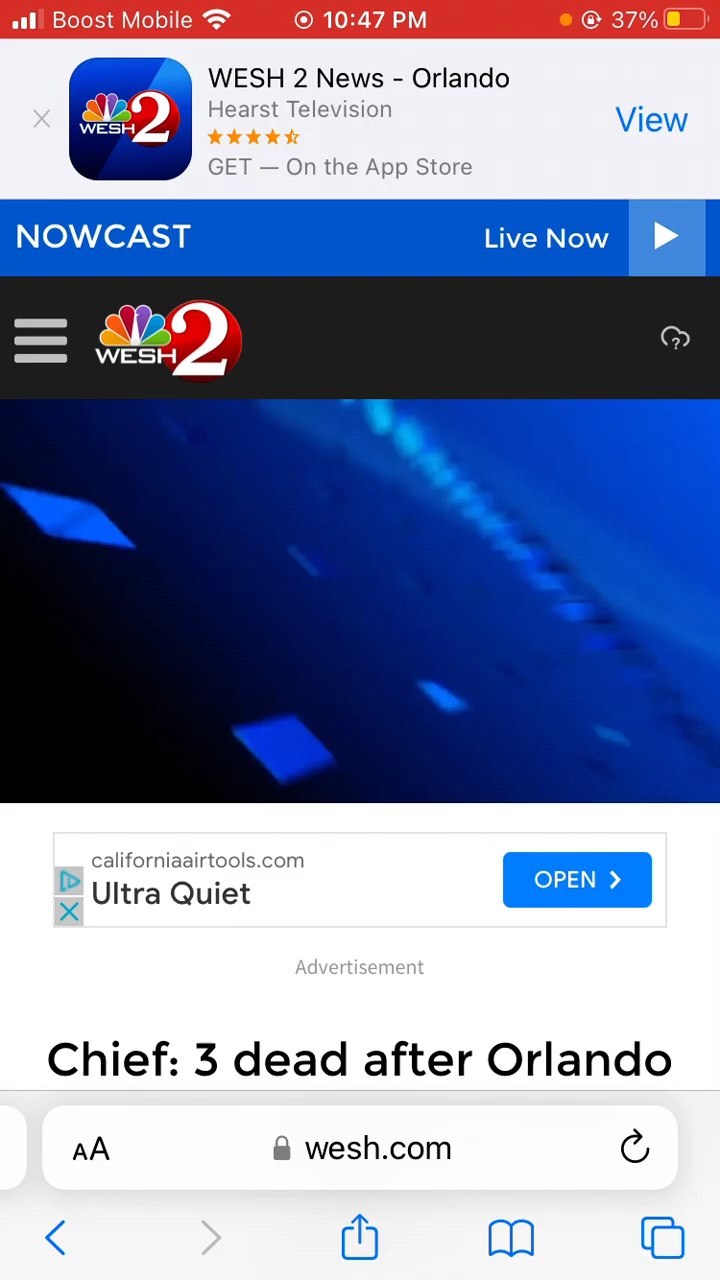 Boost Mobile 10:47 PM 37%
WESH 2 News - Orlando
Hearst Television
View
GET — On the App Store
WESH 2
NOWCAST Live Now
WESH 2
californiaairtools.com
Ultra Quiet
OPEN
Advertisement
Chief: 3 dead after Orlando
AA wesh.com